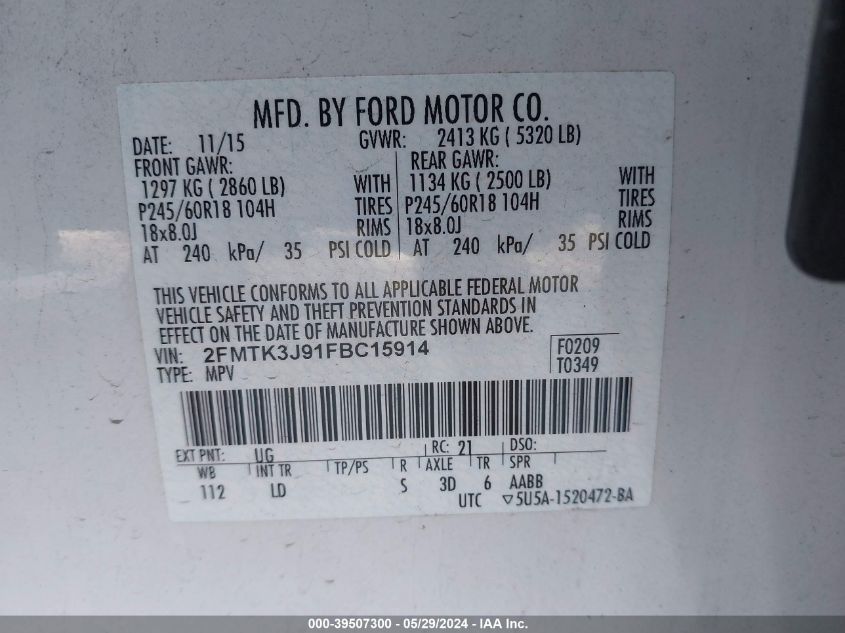 MFD. BY FORD MOTOR CO.
DATE: 11/15 GVWR: 2413 KG ( 5320 LB)
FRONT GAWR: REAR GAWR:
1297 KG ( 2860 LB) WITH 1134 KG ( 2500 LB) WITH
P245/60R18 104H TIRES P245/60R18 104H TIRES
18x8.0J RIMS 18x8.0J RIMS
AT 240 kPa/ 35 PSI COLD AT 240 kPa/ 35 PSI COLD
THIS VEHICLE CONFORMS TO ALL APPLICABLE FEDERAL MOTOR
VEHICLE SAFETY AND THEFT PREVENTION STANDARDS IN
EFFECT ON THE DATE OF MANUFACTURE SHOWN ABOVE.
VIN: 2FMTK3J91FBC15914 F0209
TYPE: MPV T0349
EXT PNT: UG RC: 21 DSO:
WB INT TR TP/PS R AXLE TR SPR
112 LD S 3D 6 AABB
UTC ▽5U5A-1520472-BA
000-39507300 - 05/29/2024 - IAA Inc.